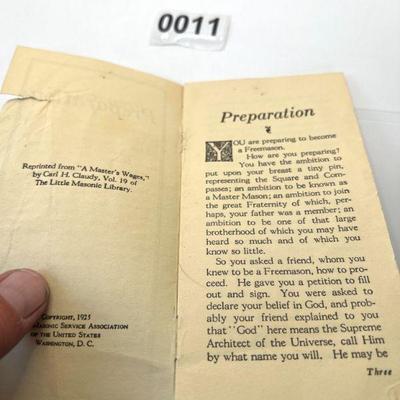 0011
Reprinted from "A Master's Wages,"
by Carl H. Claudy, Vol. 19 of
The Little Masonic Library.
COPYRIGHT, 1925
MASONIC SERVICE ASSOCIATION
OF THE UNITED STATES
WASHINGTON, D. C.
Preparation
YOU are preparing to become
a Freemason.
How are you preparing?
You have the ambition to
put upon your breast a tiny pin,
representing the Square and Com-
passes; an ambition to be known as
a Master Mason; an ambition to join
the great Fraternity of which, per-
haps, your father was a member; an
ambition to be one of that large
brotherhood of which you may have
heard so much and of which you
know so little.
So you asked a friend, whom you
knew to be a Freemason, how to pro-
ceed. He gave you a petition to fill
out and sign. You were asked to
declare your belief in God, and prob-
ably your friend explained to you
that "God" here means the Supreme
Architect of the Universe, call Him
by what name you will. He may be
Three